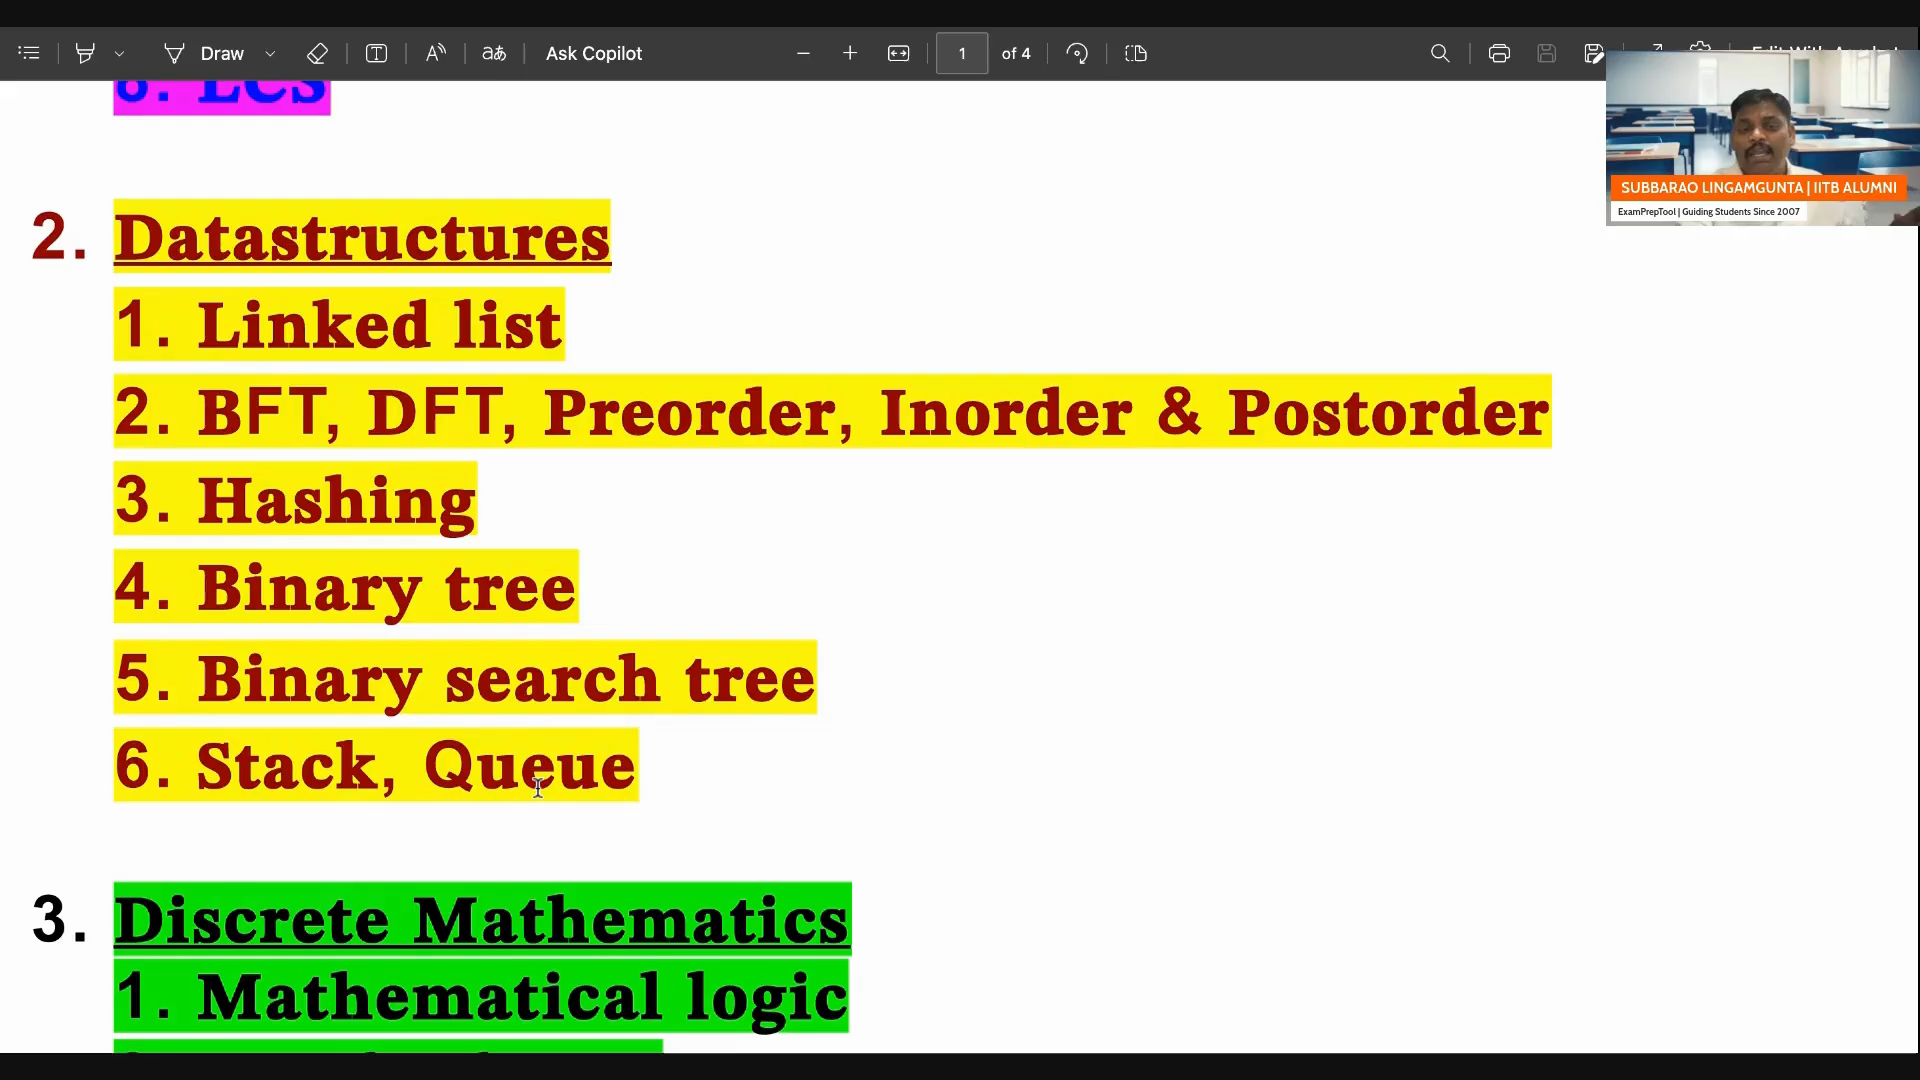 Draw
Ask Copilot
1 of 4
8. LCS
SUBBARAO LINGAMGUNTA | IITB ALUMNI
ExamPrepTool | Guiding Students Since 2007
2. Datastructures
1. Linked list
2. BFT, DFT, Preorder, Inorder & Postorder
3. Hashing
4. Binary tree
5. Binary search tree
6. Stack, Queue
3. Discrete Mathematics
1. Mathematical logic